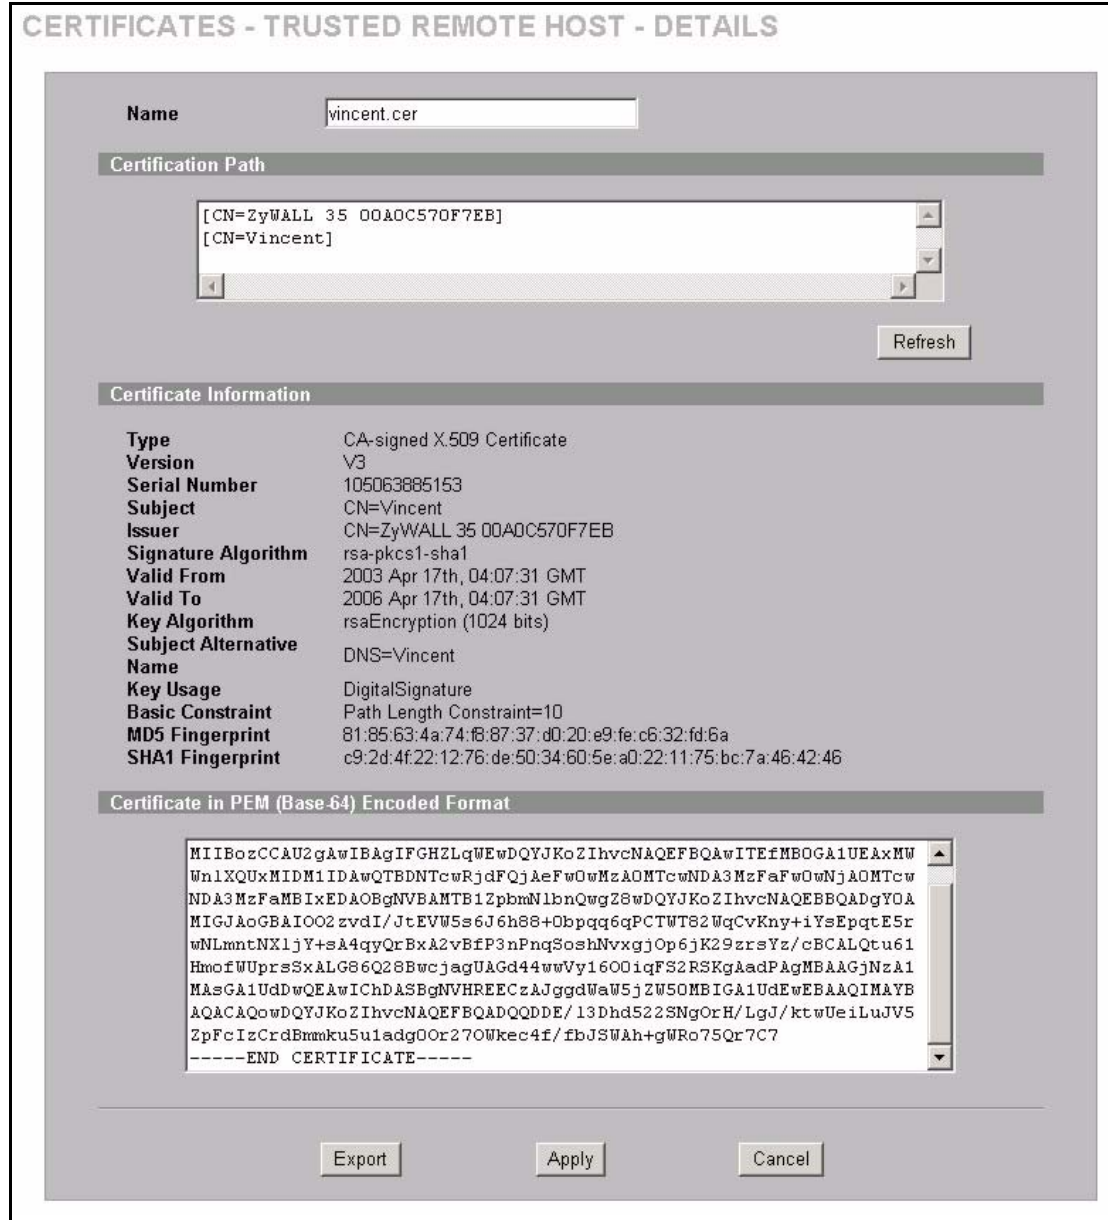 CERTIFICATES - TRUSTED REMOTE HOST - DETAILS
Name vincent.cer
Certification Path
[CN=ZyWALL 35 00A0C570F7EB]
[CN=Vincent]
Refresh
Certificate Information
Type CA-signed X.509 Certificate
Version V3
Serial Number 105063885153
Subject CN=Vincent
Issuer CN=ZyWALL 35 00A0C570F7EB
Signature Algorithm rsa-pkcs1-sha1
Valid From 2003 Apr 17th, 04:07:31 GMT
Valid To 2006 Apr 17th, 04:07:31 GMT
Key Algorithm rsaEncryption (1024 bits)
Subject Alternative Name DNS=Vincent
Key Usage DigitalSignature
Basic Constraint Path Length Constraint=10
MD5 Fingerprint 81:85:63:4a:74:f8:87:37:d0:20:e9:fe:c6:32:fd:6a
SHA1 Fingerprint c9:2d:4f:22:12:76:de:50:34:60:5e:a0:22:11:75:bc:7a:46:42:46
Certificate in PEM (Base-64) Encoded Format
MIIBozCCAU2gAwIBAgIFGHZLqWEwDQYJKoZIhvcNAQEFBQAwITEfMB0GA1UEAxMW
Wn1XQUxMIDM1IDAwQTBDNTcwRjdFQjAeFw0wMzA0MTcwNDA3MzFaFw0wNjA0MTcw
NDA3MzFaMBIxEDAOBgNVBAMTB1ZpbmNlbnQwgZ8wDQYJKoZIhvcNAQEBBQADgY0A
MIGJAoGBAIOO2zvdI/JtEVW5s6J6h88+Obpqq6qPCTWT82WqCvKny+iYsEpqtE5r
wNLmntNXljY+sA4qyQrBxA2vBfP3nPnqSoshNvxgjOp6jK29zrsYz/cBCALQtu61
HmofWUprsSxALG86Q28BwcjagUAGd44wwVy16O0iqFS2RSKgAadPAgMBAAGjNzA1
MAsGA1UdDwQEAwIChDASBgNVHREECzAJggdWaW5jZW50MBIGA1UdEwEBAAQIMAYB
AQACAQowDQYJKoZIhvcNAQEFBQADQQDDE/l3Dhd522SNgOrH/LgJ/ktwUeiLuJV5
ZpFcIzCrdBmmku5u1adg0Or27OWkec4f/fbJSWAh+gWRo75Qr7C7
-----END CERTIFICATE-----
Export Apply Cancel